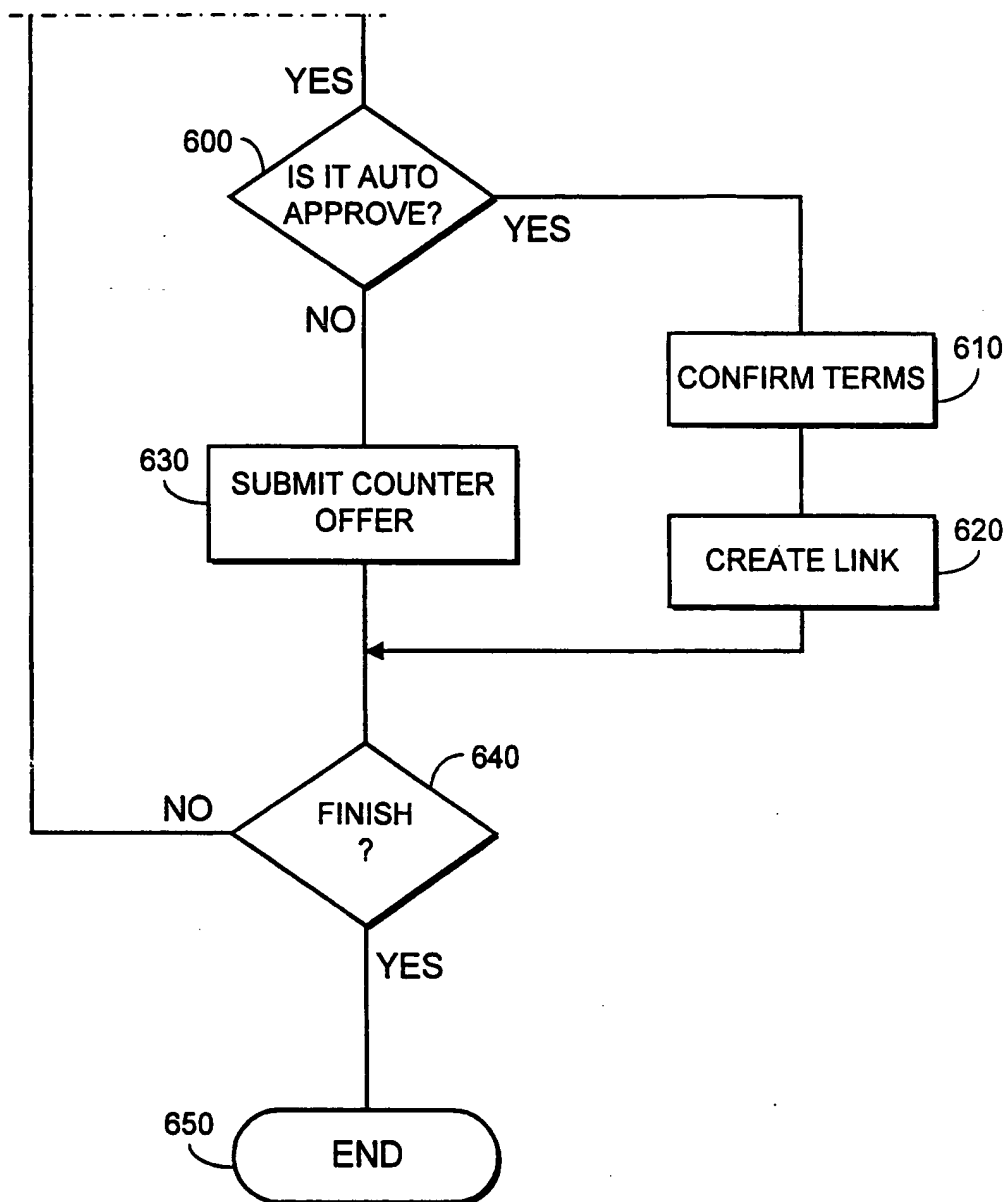 YES
600
IS IT AUTO
APPROVE?
YES
NO
610
CONFIRM TERMS
630
SUBMIT COUNTER
OFFER
620
CREATE LINK
640
NO
FINISH
?
YES
650
END